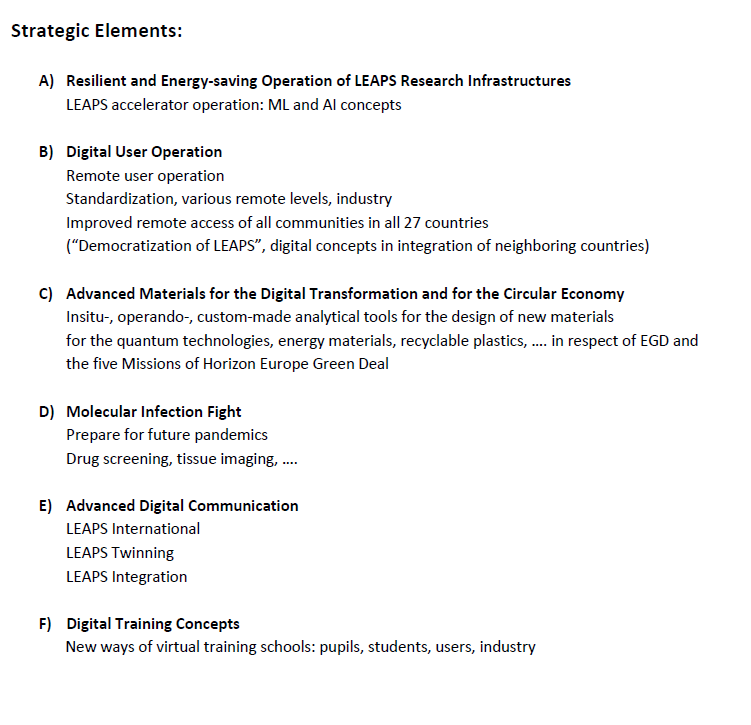 Strategic Elements:
A) Resilient and Energy-saving Operation of LEAPS Research Infrastructures
LEAPS accelerator operation: ML and AI concepts
B) Digital User Operation
Remote user operation
Standardization, various remote levels, industry
Improved remote access of all communities in all 27 countries
(“Democratization of LEAPS”, digital concepts in integration of neighboring countries)
C) Advanced Materials for the Digital Transformation and for the Circular Economy
Insitu-, operando-, custom-made analytical tools for the design of new materials
for the quantum technologies, energy materials, recyclable plastics, .... in respect of EGD and
the five Missions of Horizon Europe Green Deal
D) Molecular Infection Fight
Prepare for future pandemics
Drug screening, tissue imaging, ....
E) Advanced Digital Communication
LEAPS International
LEAPS Twinning
LEAPS Integration
F) Digital Training Concepts
New ways of virtual training schools: pupils, students, users, industry